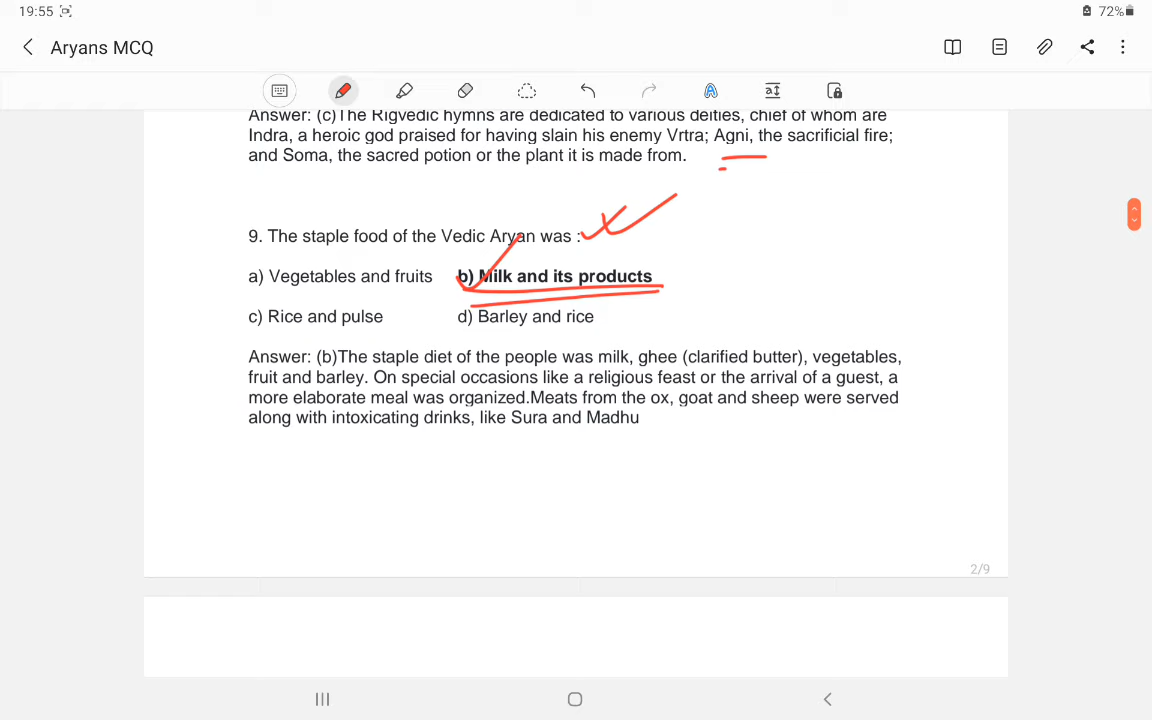 19:55
72%
Aryans MCQ
Answer: (c)The Rigvedic hymns are dedicated to various deities, chief of whom are
Indra, a heroic god praised for having slain his enemy Vrtra; Agni, the sacrificial fire;
and Soma, the sacred potion or the plant it is made from.
9. The staple food of the Vedic Aryan was :
a) Vegetables and fruits b) Milk and its products
c) Rice and pulse d) Barley and rice
Answer: (b)The staple diet of the people was milk, ghee (clarified butter), vegetables,
fruit and barley. On special occasions like a religious feast or the arrival of a guest, a
more elaborate meal was organized.Meats from the ox, goat and sheep were served
along with intoxicating drinks, like Sura and Madhu
2/9